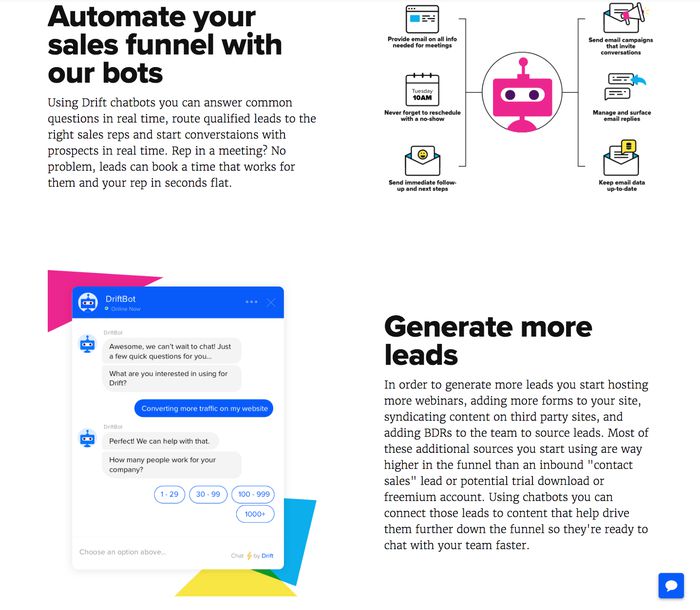 Automate your
sales funnel with
our bots
Using Drift chatbots you can answer common
questions in real time, route qualified leads to the
right sales reps and start converstaions with
prospects in real time. Rep in a meeting? No
problem, leads can book a time that works for
them and your rep in seconds flat.
Provide email on all info
needed for meetings
Tuesday
10AM
Never forget to reschedule
with a no-show
Send immediate follow-
up and next steps
Send email campaigns
that invite
conversations
Manage and surface
email replies
Keep email data
up-to-date
DriftBot
Online Now
DriftBot
Awesome, we can't wait to chat! Just
a few quick questions for you...
What are you interested in using for
Drift?
Converting more traffic on my website
DriftBot
Perfect! We can help with that.
How many people work for your
company?
1 - 29
30 - 99
100 - 999
1000+
Choose an option above...
Chat by Drift
Generate more
leads
In order to generate more leads you start hosting
more webinars, adding more forms to your site,
syndicating content on third party sites, and
adding BDRs to the team to source leads. Most of
these additional sources you start using are way
higher in the funnel than an inbound "contact
sales" lead or potential trial download or
freemium account. Using chatbots you can
connect those leads to content that help drive
them further down the funnel so they're ready to
chat with your team faster.